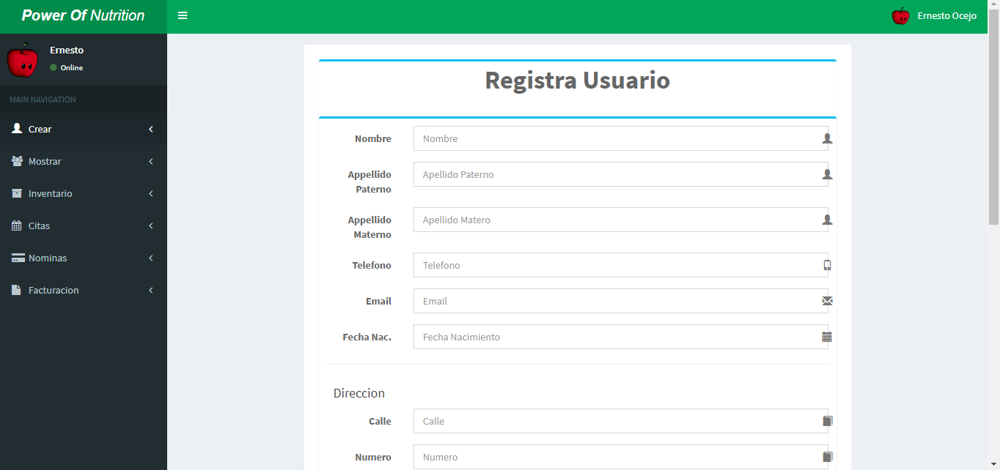 Power Of Nutrition
Ernesto Ocejo
Ernesto
Online
MAIN NAVIGATION
Crear
Mostrar
Inventario
Citas
Nominas
Facturacion
Registra Usuario
Nombre
Nombre
Appellido
Paterno
Apellido Paterno
Appellido
Materno
Apellido Matero
Telefono
Telefono
Email
Email
Fecha Nac.
Fecha Nacimiento
Direccion
Calle
Calle
Numero
Numero